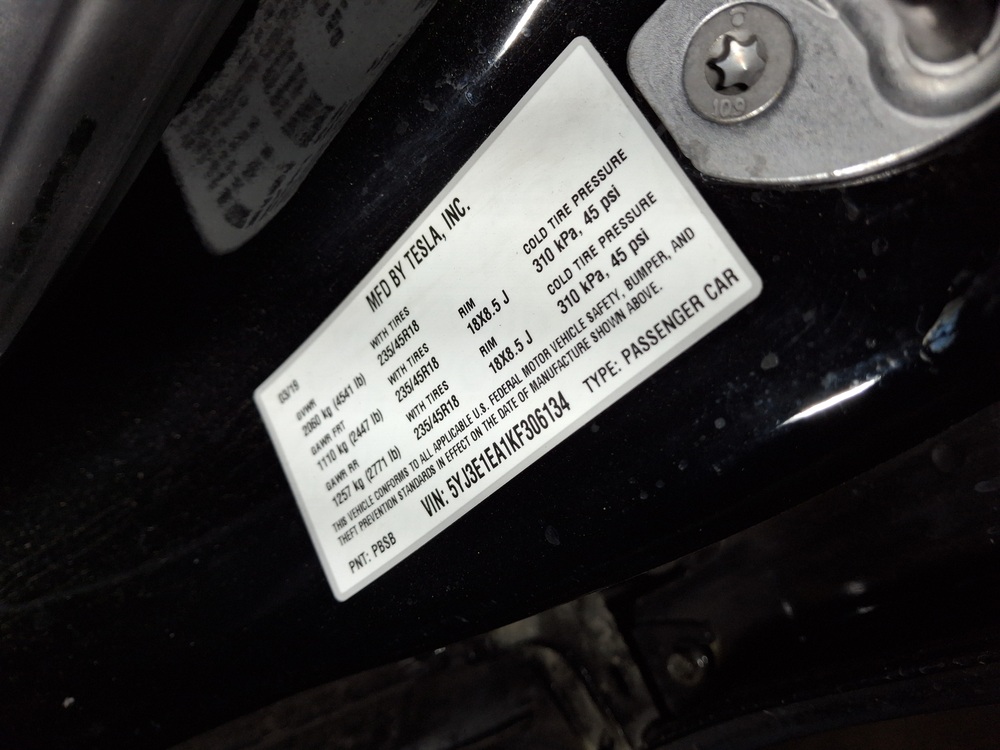 MFD BY TESLA, INC.
03/19
GVWR
2060 kg (4541 lb)
GAWR FRT
1110 kg (2447 lb)
WITH TIRES
235/45R18
RIM
18X8.5 J
COLD TIRE PRESSURE
310 kPa, 45 psi
GAWR RR
1257 kg (2771 lb)
WITH TIRES
235/45R18
WITH TIRES
235/45R18
RIM
18X8.5 J
COLD TIRE PRESSURE
310 kPa, 45 psi
THIS VEHICLE CONFORMS TO ALL APPLICABLE U.S. FEDERAL MOTOR VEHICLE SAFETY, BUMPER, AND
THEFT PREVENTION STANDARDS IN EFFECT ON THE DATE OF MANUFACTURE SHOWN ABOVE.
VIN: 5YJ3E1EA1KF306134
TYPE: PASSENGER CAR
PNT: PBSB
10.9